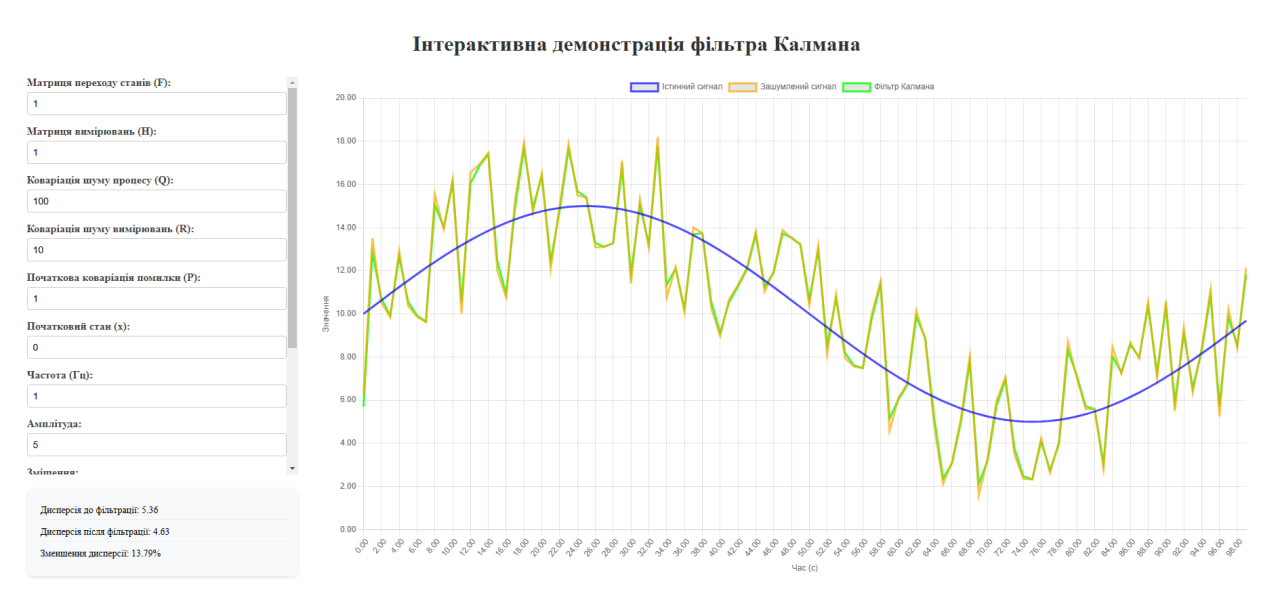 Інтерактивна демонстрація фільтра Калмана
Матриця переходу станів (F):
1
Матриця вимірювань (H):
1
Коваріація шуму процесу (Q):
100
Коваріація шуму вимірювань (R):
10
Початкова коваріація помилки (P):
1
Початковий стан (x):
0
Частота (Гц):
1
Амплітуда:
5
Зміщення:
Дисперсія до фільтрації: 5.36
Дисперсія після фільтрації: 4.63
Зменшення дисперсії: 13.79%
Істинний сигнал Зашумлений сигнал Фільтр Калмана
20.00
18.00
16.00
14.00
12.00
10.00
8.00
6.00
4.00
2.00
0.00
Значення
0.00 2.00 4.00 6.00 8.00 10.00 12.00 14.00 16.00 18.00 20.00 22.00 24.00 26.00 28.00 30.00 32.00 34.00 36.00 38.00 40.00 42.00 44.00 46.00 48.00 50.00 52.00 54.00 56.00 58.00 60.00 62.00 64.00 66.00 68.00 70.00 72.00 74.00 76.00 78.00 80.00 82.00 84.00 86.00 88.00 90.00 92.00 94.00 96.00 98.00
Час (с)